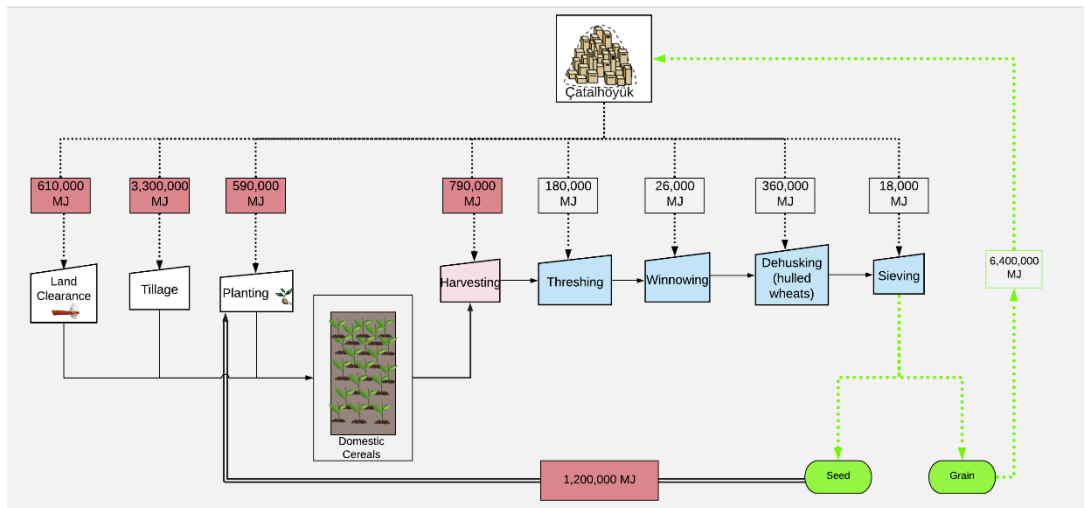 Çatalhöyük
610,000
MJ
3,300,000
MJ
590,000
MJ
790,000
MJ
180,000
MJ
26,000
MJ
360,000
MJ
18,000
MJ
6,400,000
MJ
Land
Clearance
Tillage
Planting
Harvesting
Threshing
Winnowing
Dehusking
(hulled
wheats)
Sieving
Domestic
Cereals
1,200,000 MJ
Seed
Grain